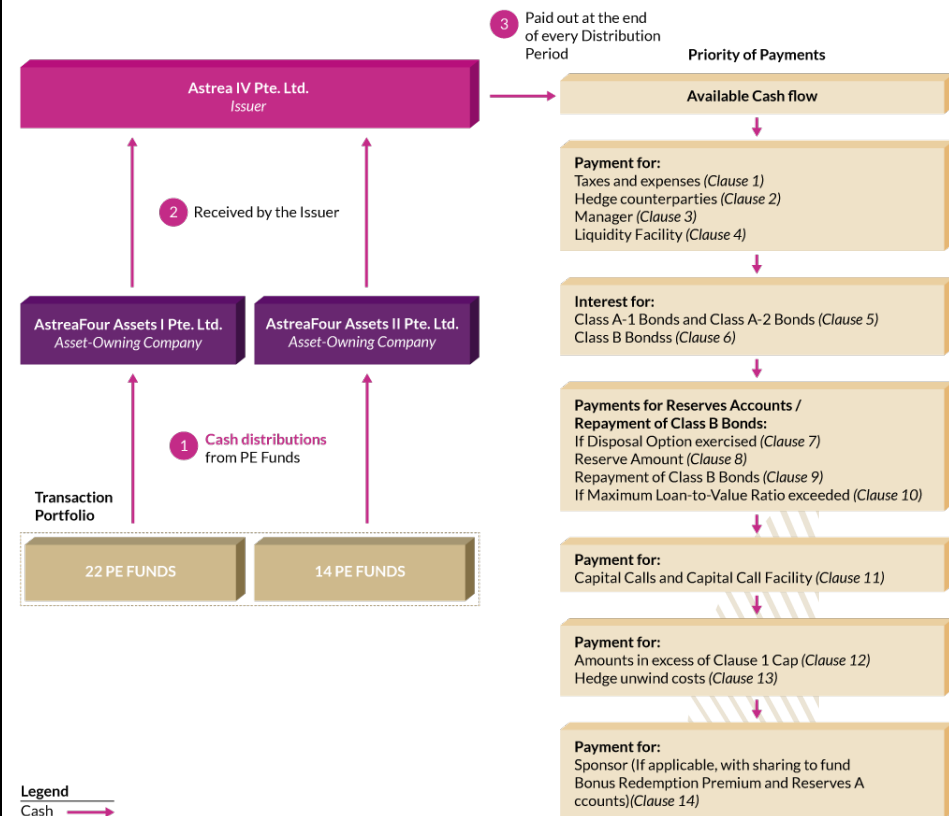 3
Paid out at the end
of every Distribution
Period
Priority of Payments
Astrea IV Pte. Ltd.
Issuer
Available Cash flow
Payment for:
Taxes and expenses (Clause 1)
Hedge counterparties (Clause 2)
Manager (Clause 3)
Liquidity Facility (Clause 4)
2 Received by the Issuer
Interest for:
Class A-1 Bonds and Class A-2 Bonds (Clause 5)
Class B Bondss (Clause 6)
AstreaFour Assets I Pte. Ltd.
Asset-Owning Company
AstreaFour Assets II Pte. Ltd.
Asset-Owning Company
Payments for Reserves Accounts /
Repayment of Class B Bonds:
If Disposal Option exercised (Clause 7)
Reserve Amount (Clause 8)
Repayment of Class B Bonds (Clause 9)
If Maximum Loan-to-Value Ratio exceeded (Clause 10)
1 Cash distributions
from PE Funds
Transaction
Portfolio
22 PE FUNDS
14 PE FUNDS
Payment for:
Capital Calls and Capital Call Facility (Clause 11)
Payment for:
Amounts in excess of Clause 1 Cap (Clause 12)
Hedge unwind costs (Clause 13)
Payment for:
Sponsor (If applicable, with sharing to fund
Bonus Redemption Premium and Reserves A
ccounts)(Clause 14)
Legend
Cash